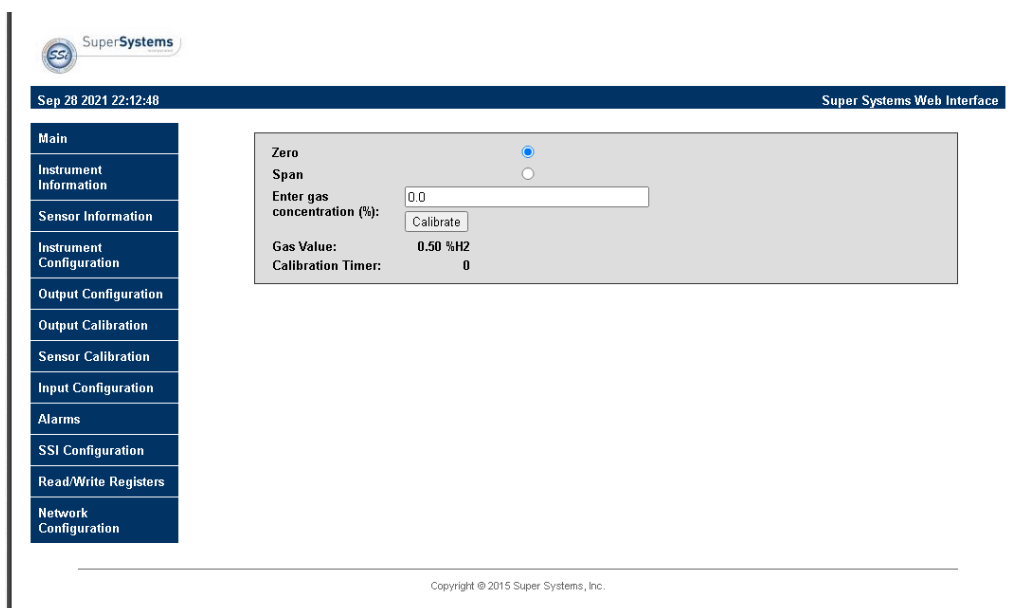 SSi
SuperSystems
Sep 28 2021 22:12:48
Super Systems Web Interface
Main
Instrument
Information
Sensor Information
Instrument
Configuration
Output Configuration
Output Calibration
Sensor Calibration
Input Configuration
Alarms
SSI Configuration
Read/Write Registers
Network
Configuration
Zero
Span
Enter gas
concentration (%):
0.0
Calibrate
Gas Value: 0.50 %H2
Calibration Timer: 0
Copyright © 2015 Super Systems, Inc.